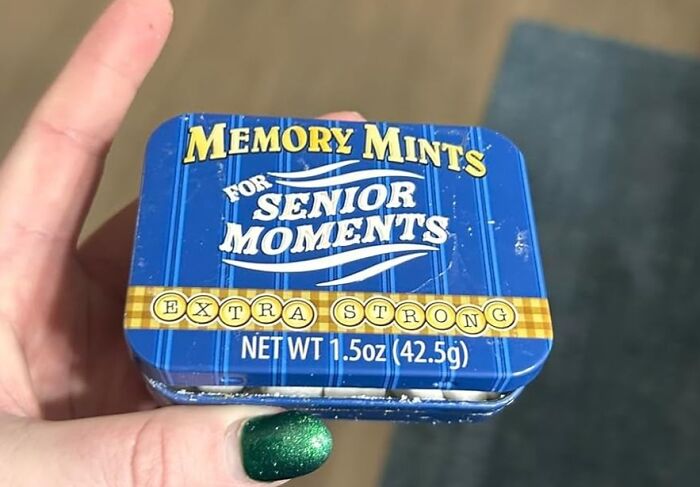 MEMORY MINTS
FOR
SENIOR
MOMENTS
EXTRA STRONG
NET WT 1.5oz (42.5g)